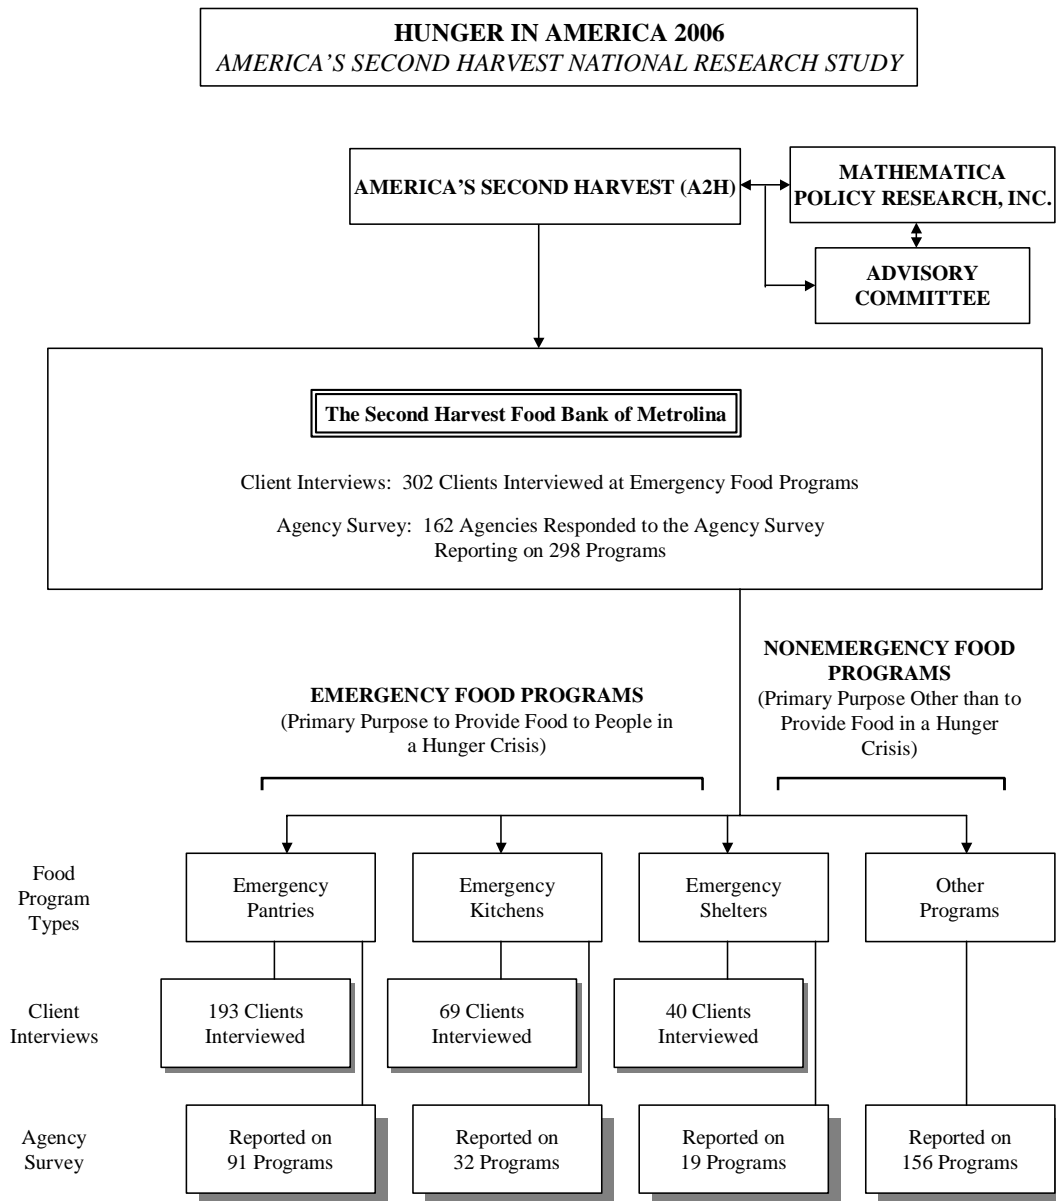 HUNGER IN AMERICA 2006
AMERICA'S SECOND HARVEST NATIONAL RESEARCH STUDY
AMERICA'S SECOND HARVEST (A2H)
MATHEMATICA
POLICY RESEARCH, INC.
ADVISORY
COMMITTEE
The Second Harvest Food Bank of Metrolina
Client Interviews: 302 Clients Interviewed at Emergency Food Programs
Agency Survey: 162 Agencies Responded to the Agency Survey
Reporting on 298 Programs
EMERGENCY FOOD PROGRAMS
(Primary Purpose to Provide Food to People in
a Hunger Crisis)
NONEMERGENCY FOOD
PROGRAMS
(Primary Purpose Other than to
Provide Food in a Hunger
Crisis)
Food
Program
Types
Emergency
Pantries
Emergency
Kitchens
Emergency
Shelters
Other
Programs
Client
Interviews
193 Clients
Interviewed
69 Clients
Interviewed
40 Clients
Interviewed
Agency
Survey
Reported on
91 Programs
Reported on
32 Programs
Reported on
19 Programs
Reported on
156 Programs